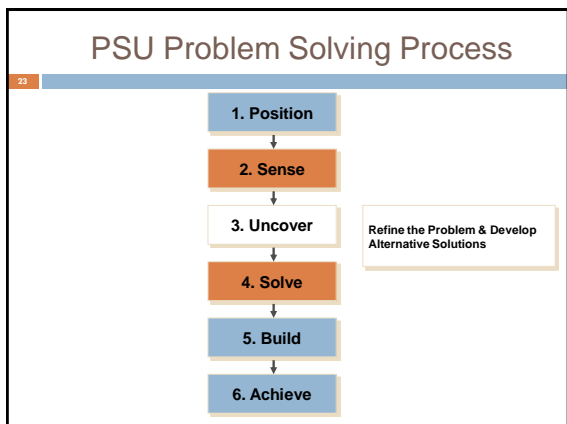 PSU Problem Solving Process
23
1. Position
2. Sense
3. Uncover
Refine the Problem & Develop
Alternative Solutions
4. Solve
5. Build
6. Achieve